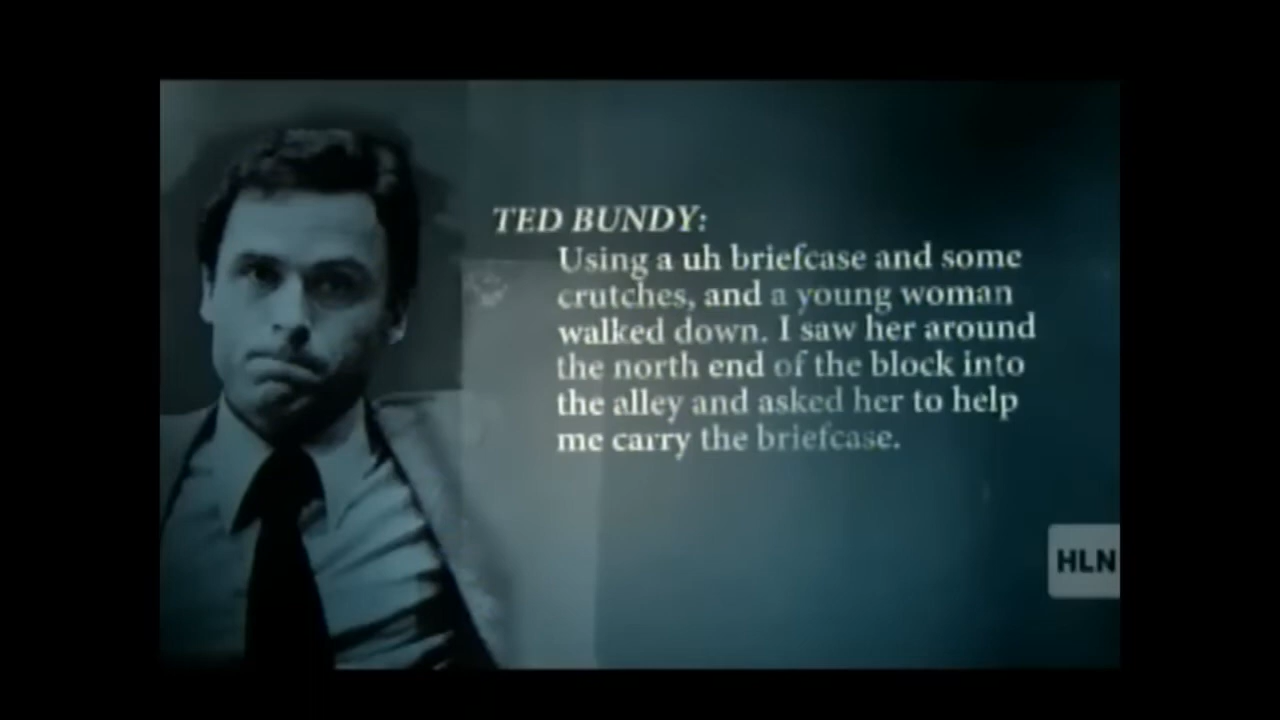 TED BUNDY:
Using a uh briefcase and some
crutches, and a young woman
walked down. I saw her around
the north end of the block into
the alley and asked her to help
me carry the briefcase.
HLN